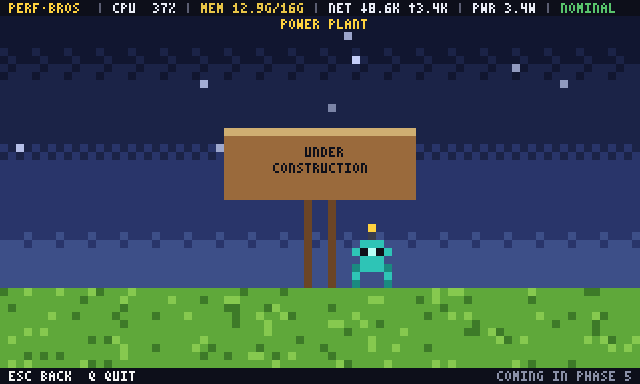 PERF·BROS | CPU 37% | MEM 12.9G/16G | NET ↓8.6K ↑3.4K | PWR 3.4W | NOMINAL
POWER PLANT
UNDER
CONSTRUCTION
ESC BACK Q QUIT COMING IN PHASE 5